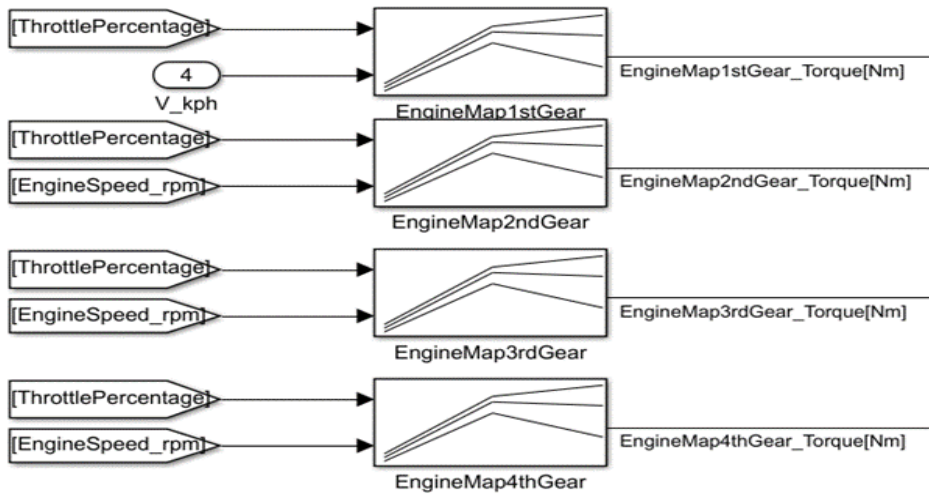 [ThrottlePercentage]
4
V_kph
EngineMap1stGear
EngineMap1stGear_Torque[Nm]
[ThrottlePercentage]
[EngineSpeed_rpm]
EngineMap2ndGear
EngineMap2ndGear_Torque[Nm]
[ThrottlePercentage]
[EngineSpeed_rpm]
EngineMap3rdGear
EngineMap3rdGear_Torque[Nm]
[ThrottlePercentage]
[EngineSpeed_rpm]
EngineMap4thGear
EngineMap4thGear_Torque[Nm]